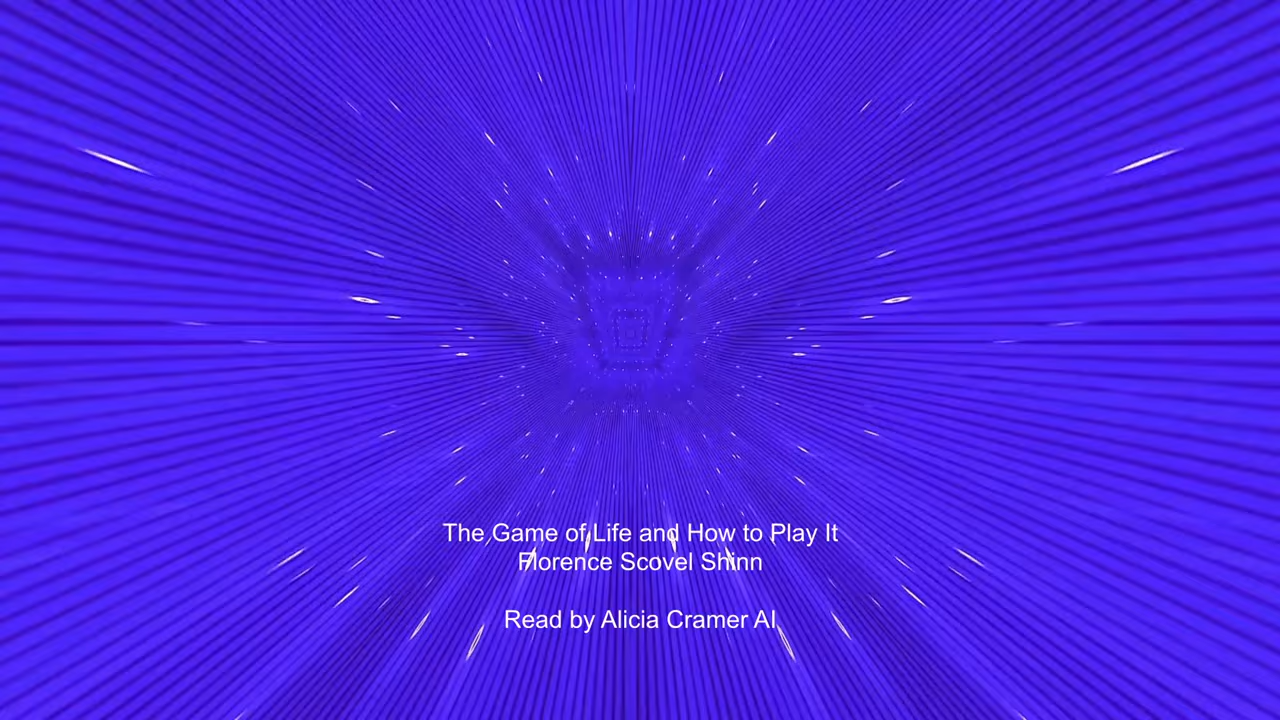 The Game of Life and How to Play It
Florence Scovel Shinn
Read by Alicia Cramer AI